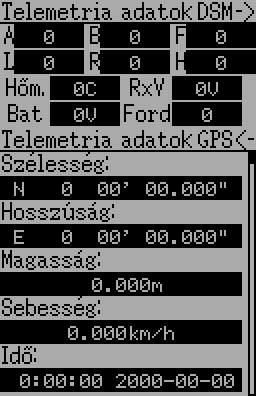 Telemetria adatok DSM->
A 0 B 0 F 0
L 0 R 0 H 0
Hőm. 0C RxV 0V
Bat 0V Ford 0
Telemetria adatok GPS<-
Szélesség:
N 0 00' 00.000"
Hosszúság:
E 0 00' 00.000"
Magasság:
0.000m
Sebesség:
0.000km/h
Idő:
0:00:00 2000-00-00